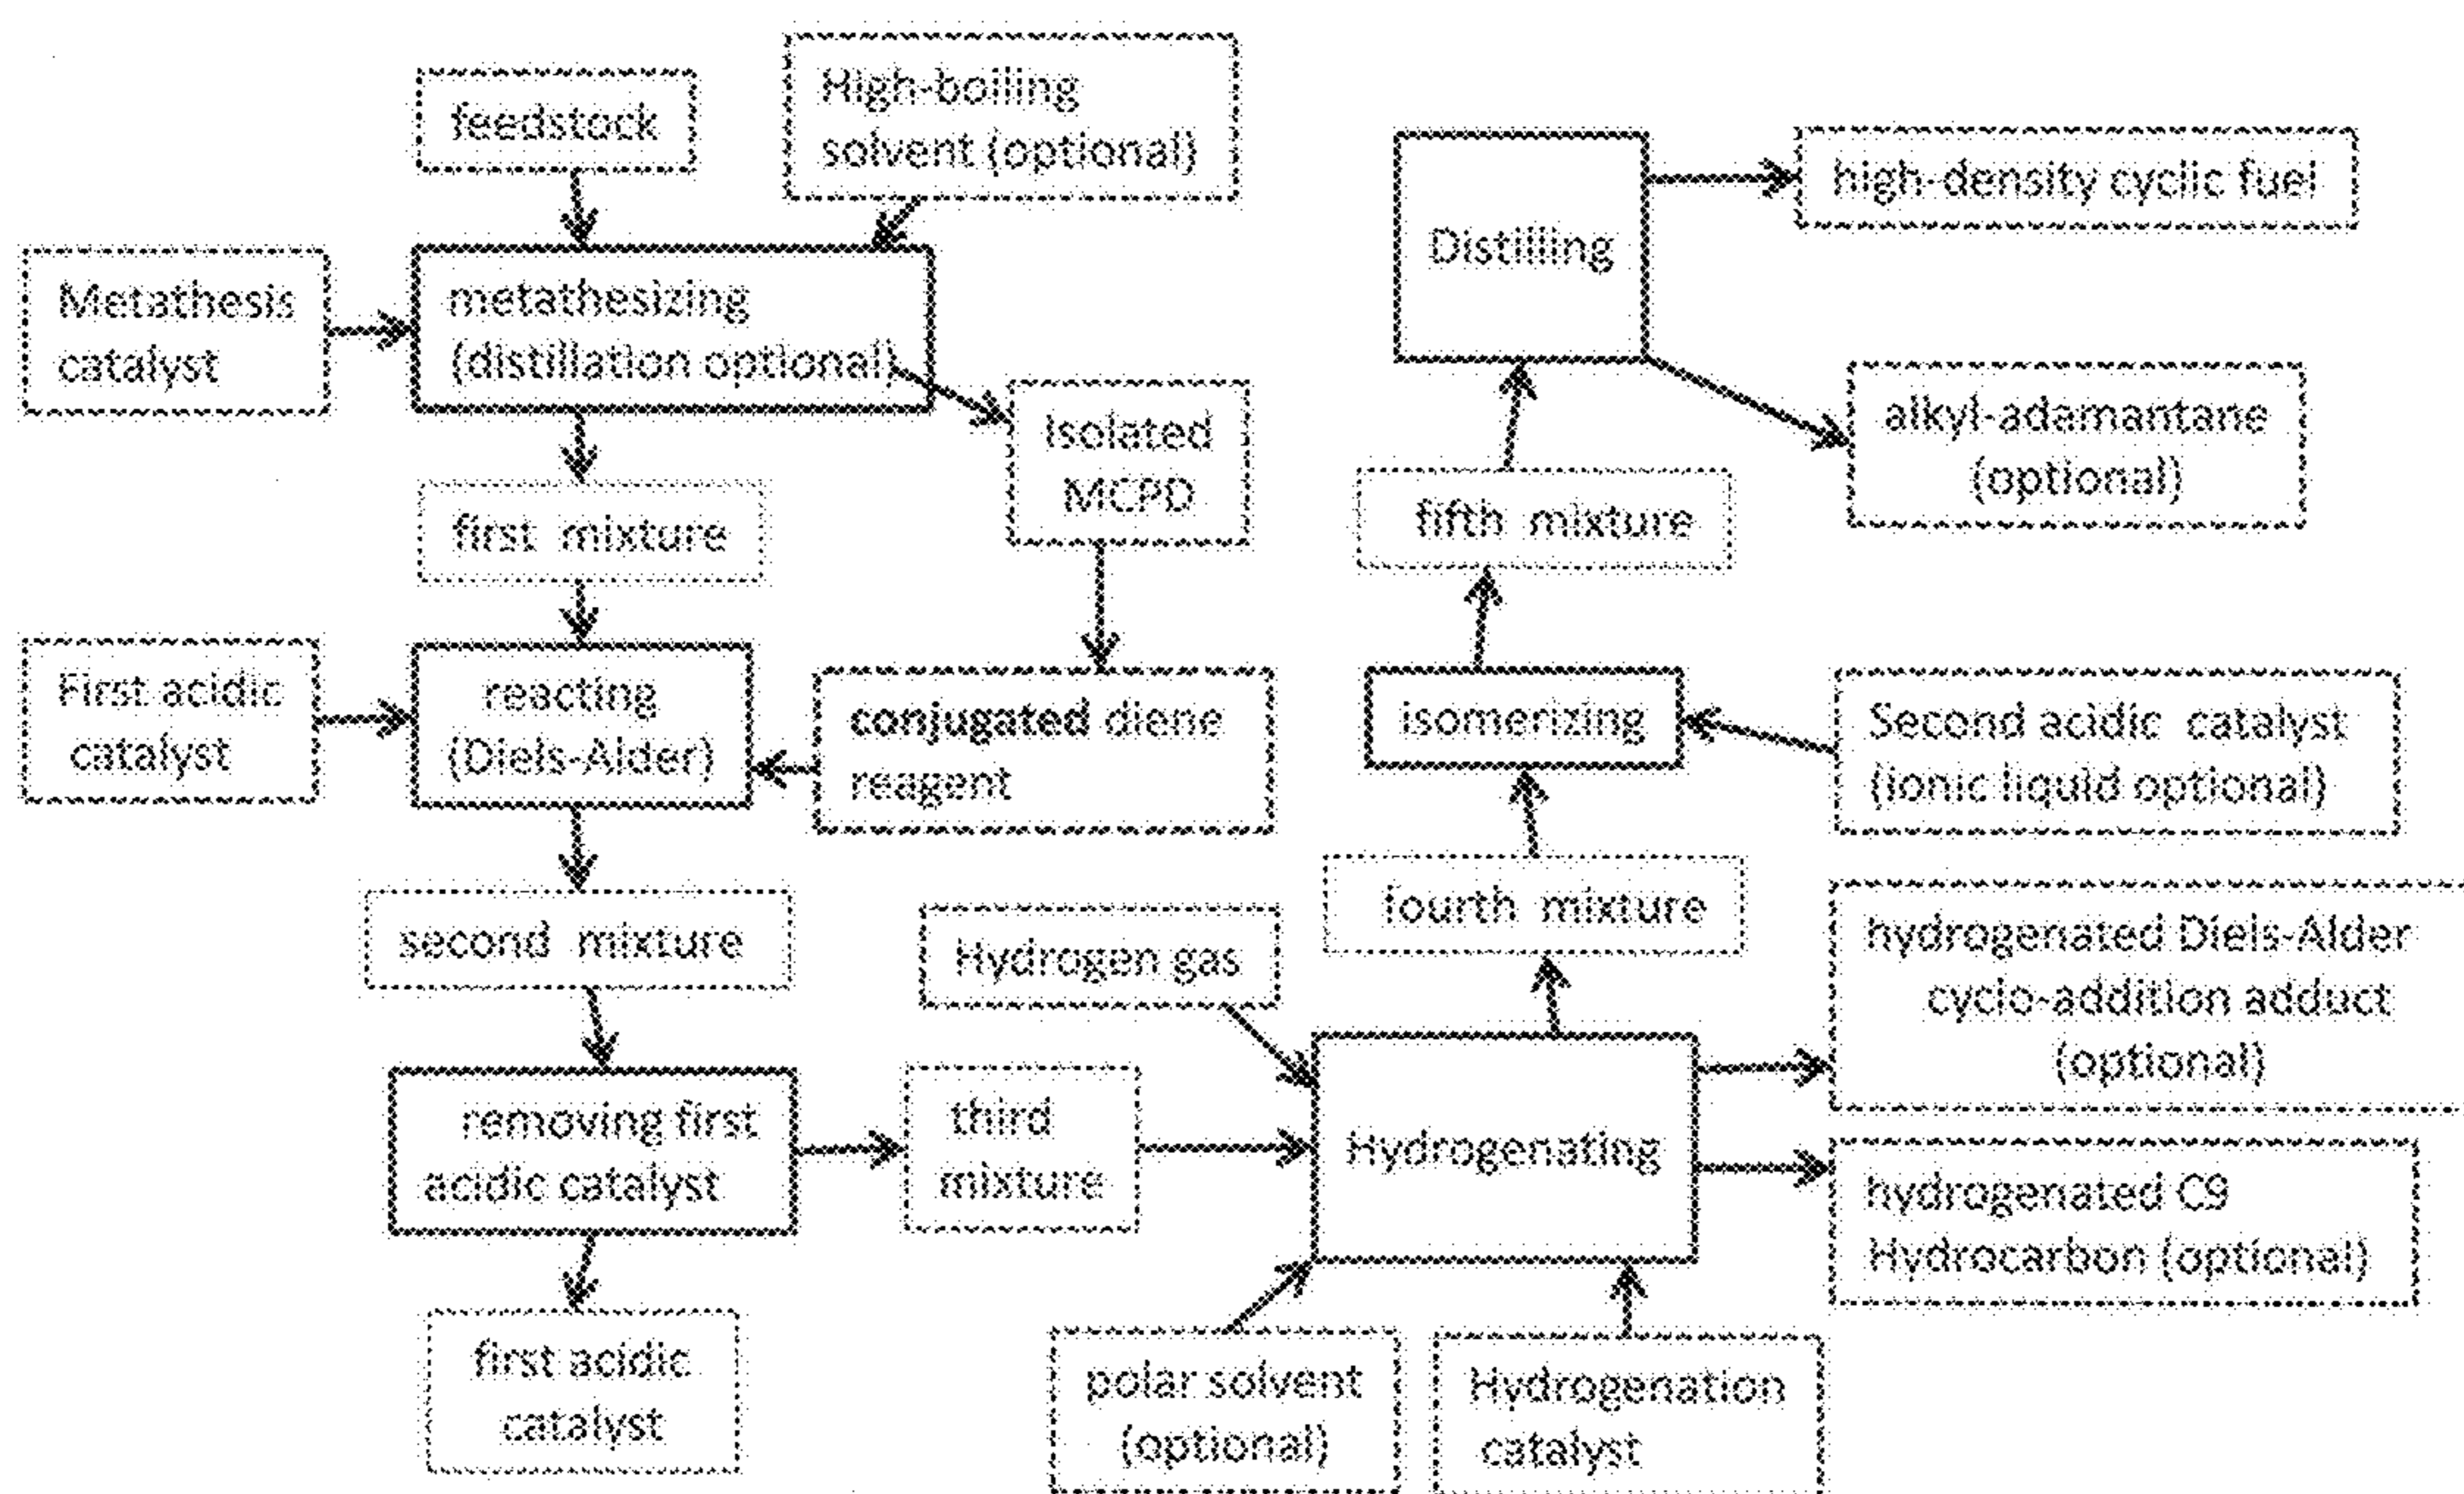 feedstock
High-boiling
solvent (optional)
Metathesis
catalyst
metathesizing
(distillation optional)
Isolated
MCPD
first mixture
First acidic
catalyst
reacting
(Diels-Alder)
conjugated diene
reagent
second mixture
removing first
acidic catalyst
first acidic
catalyst
third
mixture
Hydrogen gas
Hydrogenating
polar solvent
(optional)
Hydrogenation
catalyst
hydrogenated Diels-Alder
cyclo-addition adduct
(optional)
hydrogenated C9
Hydrocarbon (optional)
fourth mixture
isomerizing
Second acidic catalyst
(ionic liquid optional)
fifth mixture
Distilling
high-density cyclic fuel
alkyl-adamantane
(optional)